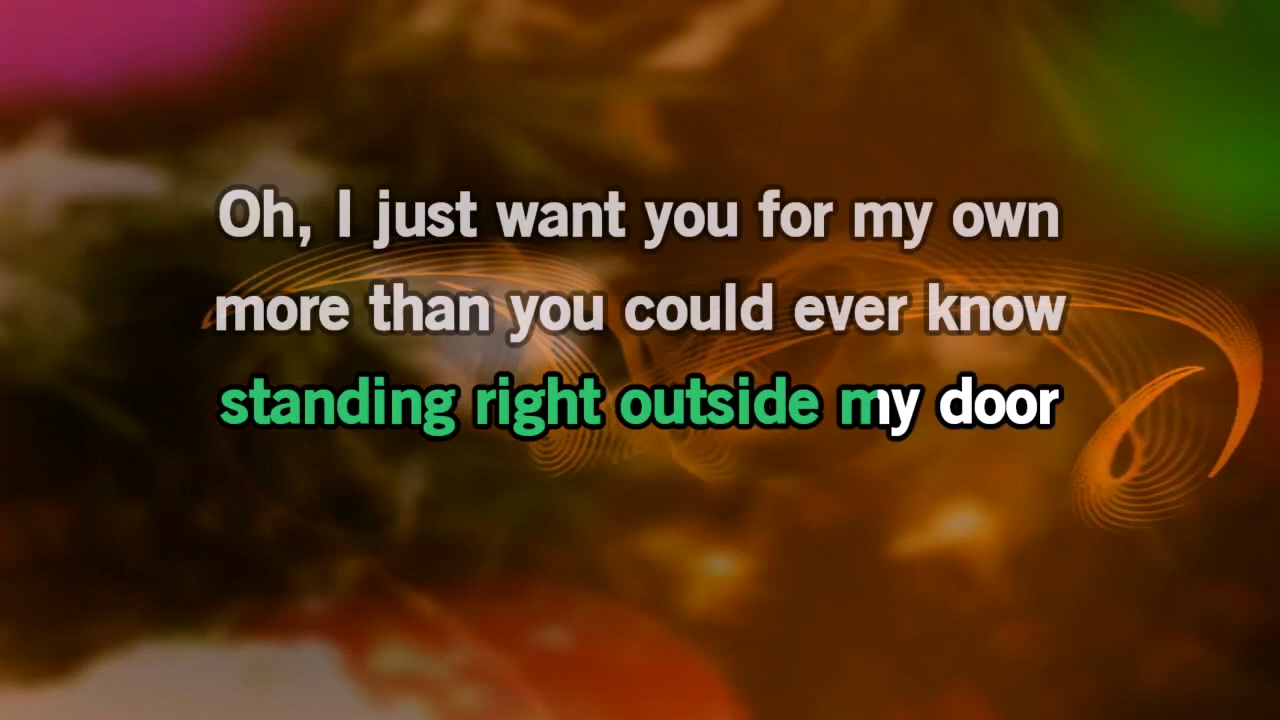 Oh, I just want you for my own
more than you could ever know
standing right outside my door